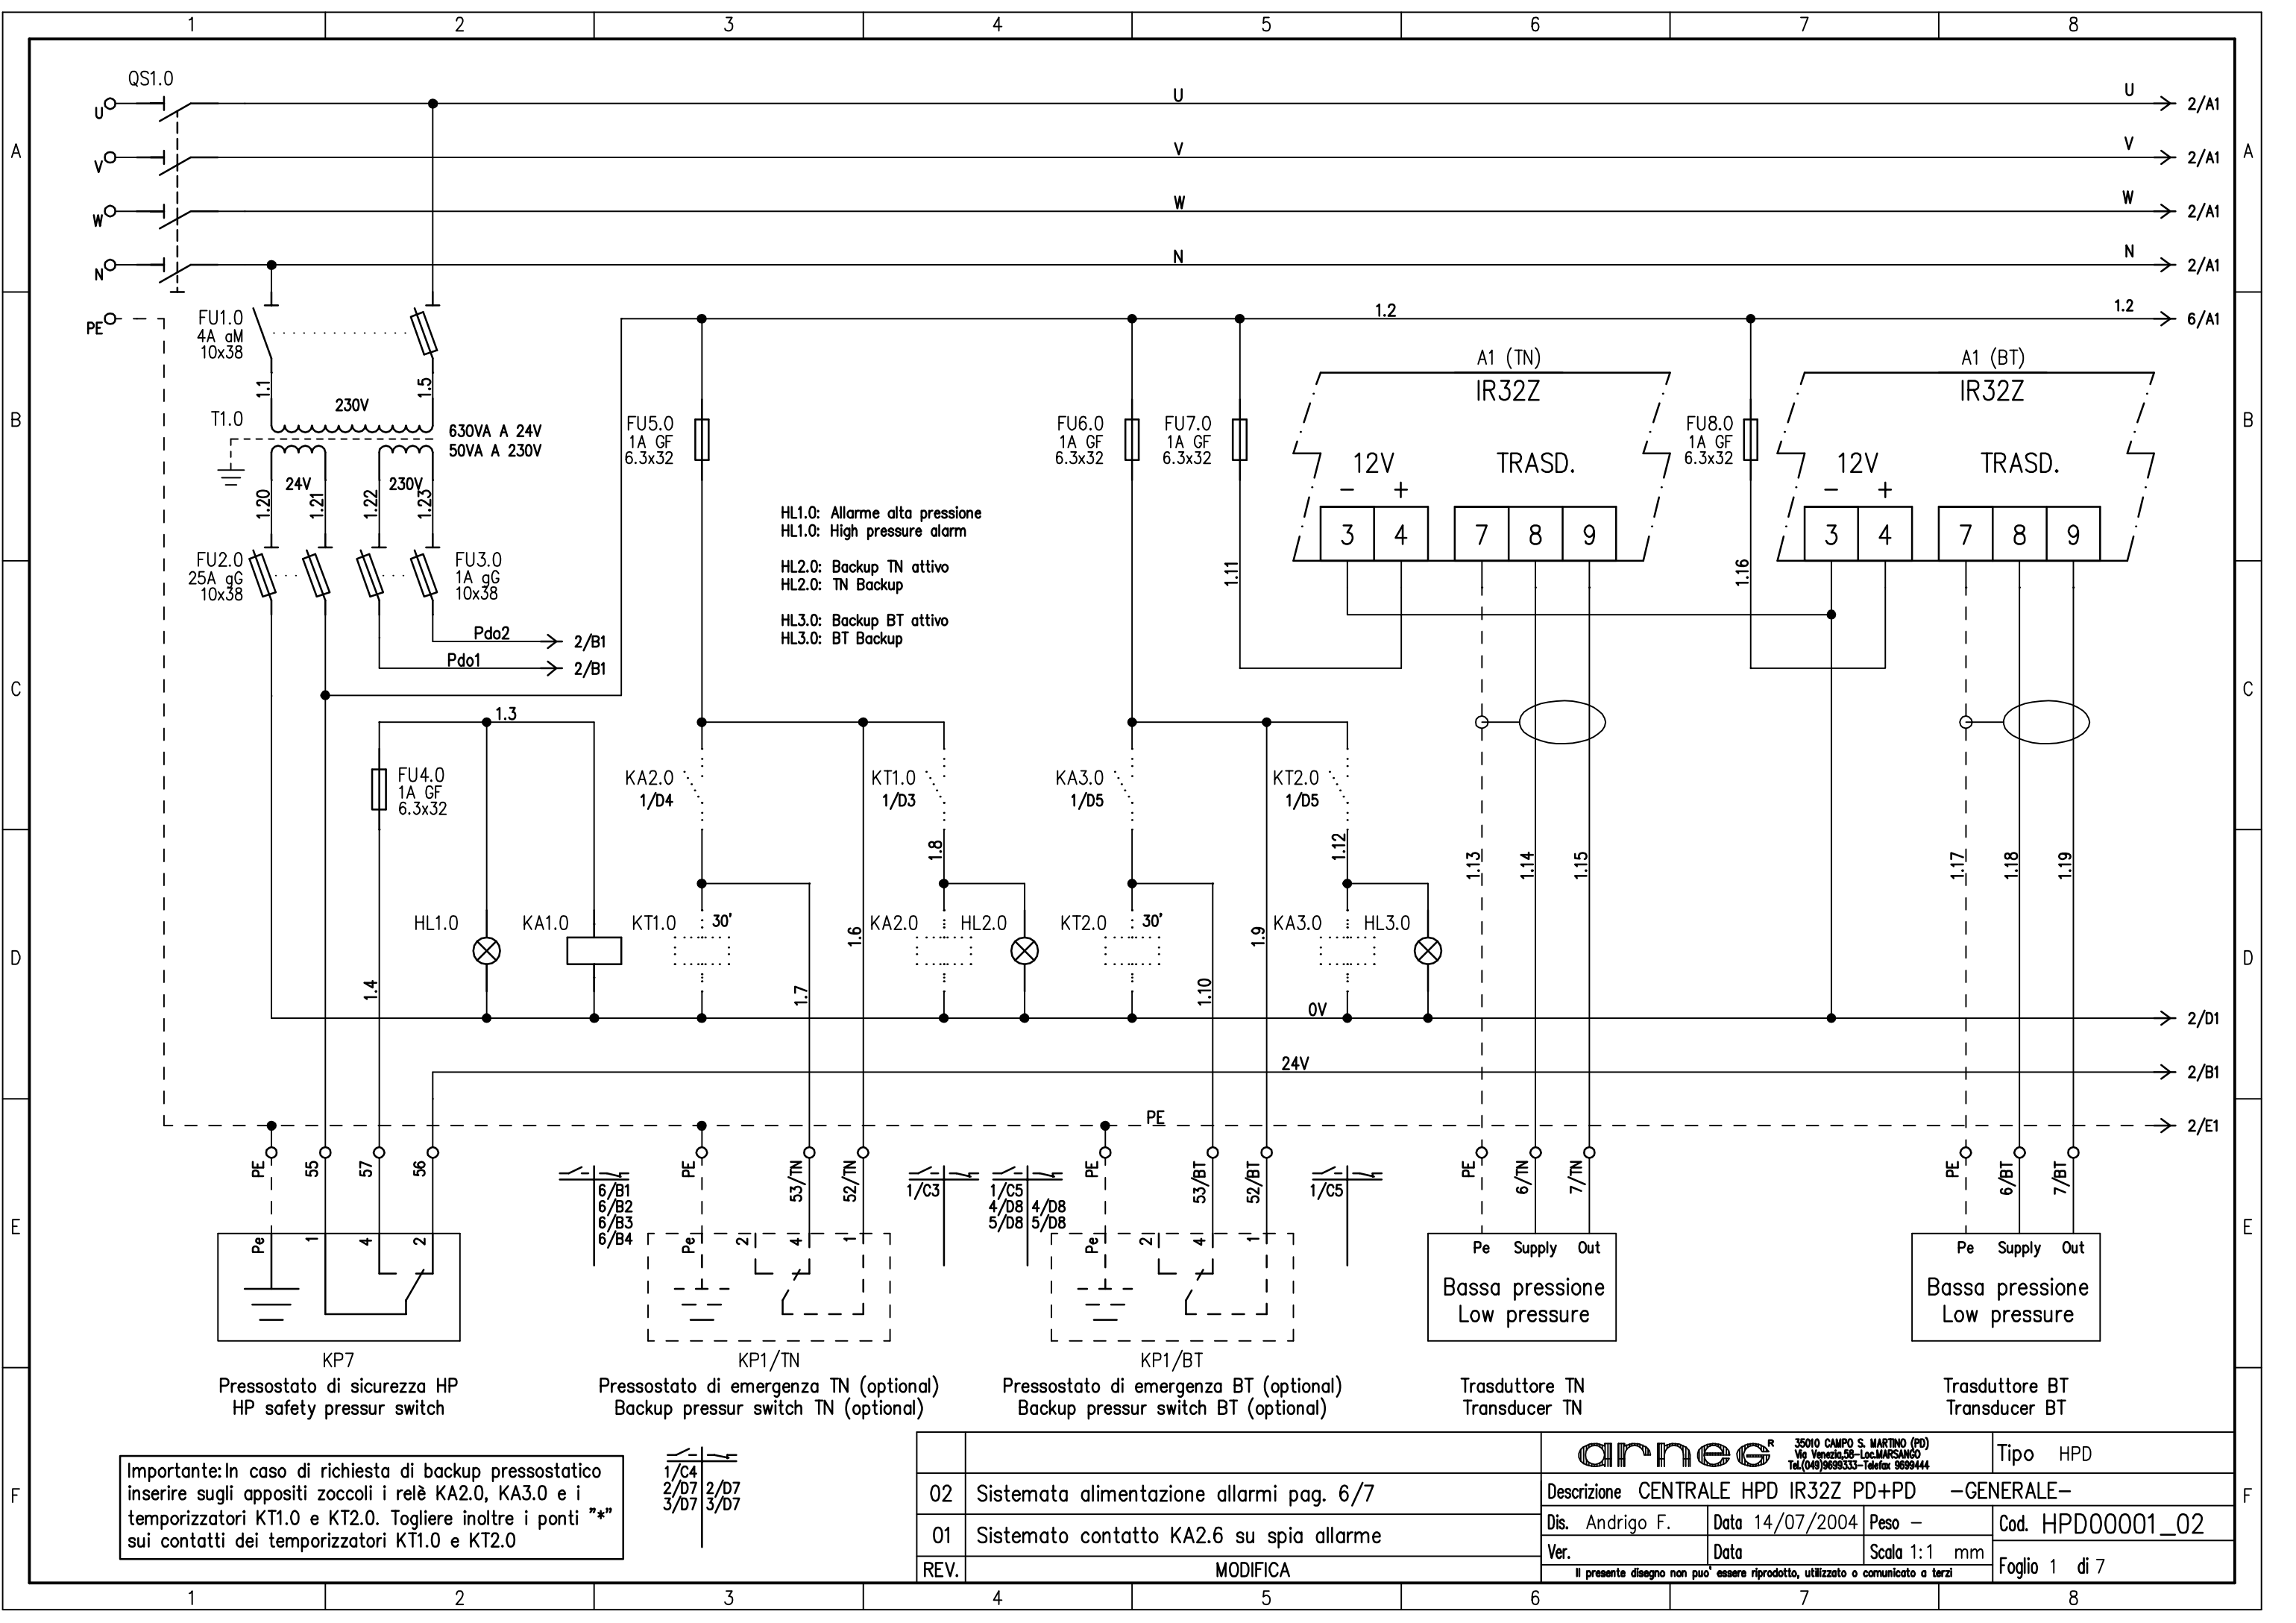 1 2 3 4 5 6 7 8
QS1.0
U U U 2/A1
A V V V 2/A1 A
W W W 2/A1
N N N 2/A1
PE 1.2 1.2 6/A1
FU1.0
4A aM
10x38
1.1 1.5
T1.0 230V
630VA A 24V
50VA A 230V
24V 230V
1.20 1.21 1.22 1.23
FU2.0
25A gG
10x38
FU3.0
1A gG
10x38
Pdo2 2/B1
Pdo1 2/B1
B B
FU5.0
1A GF
6.3x32
FU6.0
1A GF
6.3x32
FU7.0
1A GF
6.3x32
FU8.0
1A GF
6.3x32
A1 (TN)
IR32Z
12V TRASD.
− +
3 4 7 8 9
A1 (BT)
IR32Z
12V TRASD.
− +
3 4 7 8 9
1.11 1.16
HL1.0: Allarme alta pressione
HL1.0: High pressure alarm
HL2.0: Backup TN attivo
HL2.0: TN Backup
HL3.0: Backup BT attivo
HL3.0: BT Backup
C C
1.3
FU4.0
1A GF
6.3x32
KA2.0
1/D4
KT1.0
1/D3
KA3.0
1/D5
KT2.0
1/D5
1.8 1.12 1.13 1.14 1.15 1.17 1.18 1.19
HL1.0 KA1.0 KT1.0 30' KA2.0 HL2.0 KT2.0 30' KA3.0 HL3.0
1.4 1.7 1.6 1.10 1.9
D D
0V 2/D1
24V 2/B1
PE 2/E1
PE 55 57 56
PE 53/TN 52/TN
PE 53/BT 52/BT
PE 6/TN 7/TN
PE 6/BT 7/BT
6/B1
6/B2
6/B3
6/B4
1/C3
1/C5
4/D8 4/D8
5/D8 5/D8
1/C5
E E
Pe 1 4 2
Pe 2 4 1
Pe 2 4 1
Pe Supply Out
Bassa pressione
Low pressure
Pe Supply Out
Bassa pressione
Low pressure
KP7
Pressostato di sicurezza HP
HP safety pressur switch
KP1/TN
Pressostato di emergenza TN (optional)
Backup pressur switch TN (optional)
KP1/BT
Pressostato di emergenza BT (optional)
Backup pressur switch BT (optional)
Trasduttore TN
Transducer TN
Trasduttore BT
Transducer BT
Importante:In caso di richiesta di backup pressostatico
inserire sugli appositi zoccoli i relè KA2.0, KA3.0 e i
temporizzatori KT1.0 e KT2.0. Togliere inoltre i ponti "*"
sui contatti dei temporizzatori KT1.0 e KT2.0
1/C4
2/D7 2/D7
3/D7 3/D7
F F
02 Sistemata alimentazione allarmi pag. 6/7
01 Sistemato contatto KA2.6 su spia allarme
REV. MODIFICA
arneg R
35010 CAMPO S. MARTINO (PD)
Via Venezia,58-Loc.MARSANGO
Tel.(049)9699333-Telefax 9699444
Tipo HPD
Descrizione CENTRALE HPD IR32Z PD+PD -GENERALE-
Dis. Andrigo F. Data 14/07/2004 Peso − Cod. HPD00001_02
Ver. Data Scala 1:1 mm
Foglio 1 di 7
Il presente disegno non puo' essere riprodotto, utilizzato o comunicato a terzi
1 2 3 4 5 6 7 8